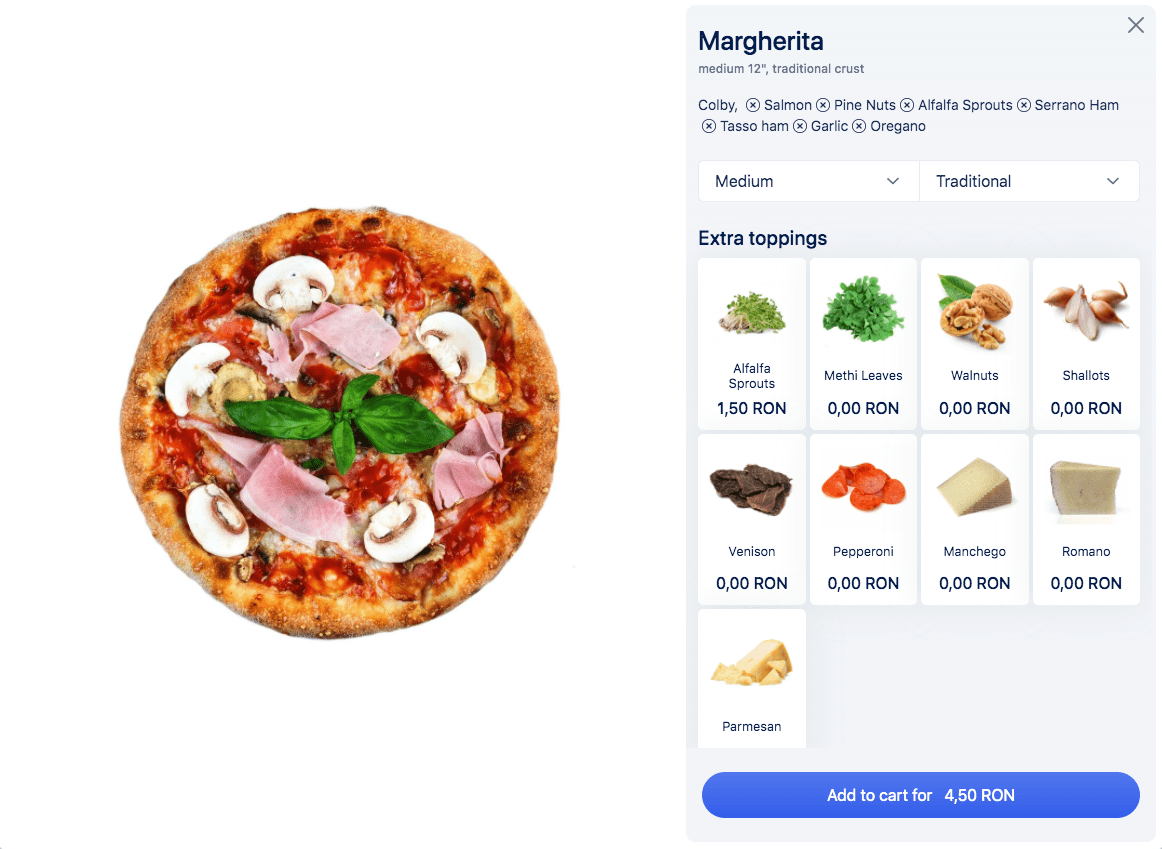 Margherita
medium 12", traditional crust
Colby, Salmon Pine Nuts Alfalfa Sprouts Serrano Ham
Tasso ham Garlic Oregano
Medium
Traditional
Extra toppings
Alfalfa
Sprouts
1,50 RON
Methi Leaves
0,00 RON
Walnuts
0,00 RON
Shallots
0,00 RON
Venison
0,00 RON
Pepperoni
0,00 RON
Manchego
0,00 RON
Romano
0,00 RON
Parmesan
Add to cart for 4,50 RON